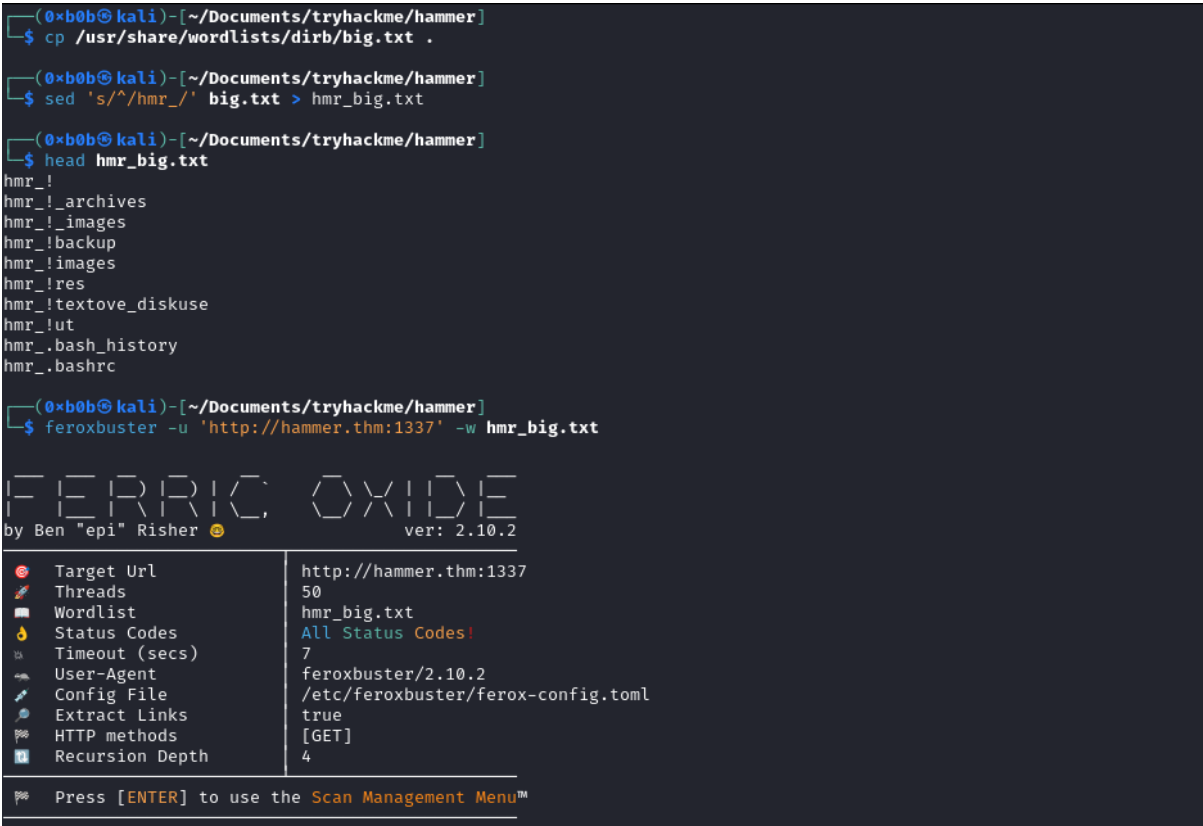 ┌──(0×b0b㉿kali)-[~/Documents/tryhackme/hammer]
└─$ cp /usr/share/wordlists/dirb/big.txt .
┌──(0×b0b㉿kali)-[~/Documents/tryhackme/hammer]
└─$ sed 's/^/hmr_/' big.txt > hmr_big.txt
┌──(0×b0b㉿kali)-[~/Documents/tryhackme/hammer]
└─$ head hmr_big.txt
hmr_!
hmr_!_archives
hmr_!_images
hmr_!backup
hmr_!images
hmr_!res
hmr_!textove_diskuse
hmr_!ut
hmr_.bash_history
hmr_.bashrc
┌──(0×b0b㉿kali)-[~/Documents/tryhackme/hammer]
└─$ feroxbuster -u 'http://hammer.thm:1337' -w hmr_big.txt
FERRIC OXIDE
by Ben "epi" Risher 🤓 ver: 2.10.2
🎯 Target Url │ http://hammer.thm:1337
🚀 Threads │ 50
📖 Wordlist │ hmr_big.txt
👌 Status Codes │ All Status Codes!
💥 Timeout (secs) │ 7
🦡 User-Agent │ feroxbuster/2.10.2
💉 Config File │ /etc/feroxbuster/ferox-config.toml
🔎 Extract Links │ true
🏁 HTTP methods │ [GET]
🔃 Recursion Depth │ 4
🏁 Press [ENTER] to use the Scan Management Menu™